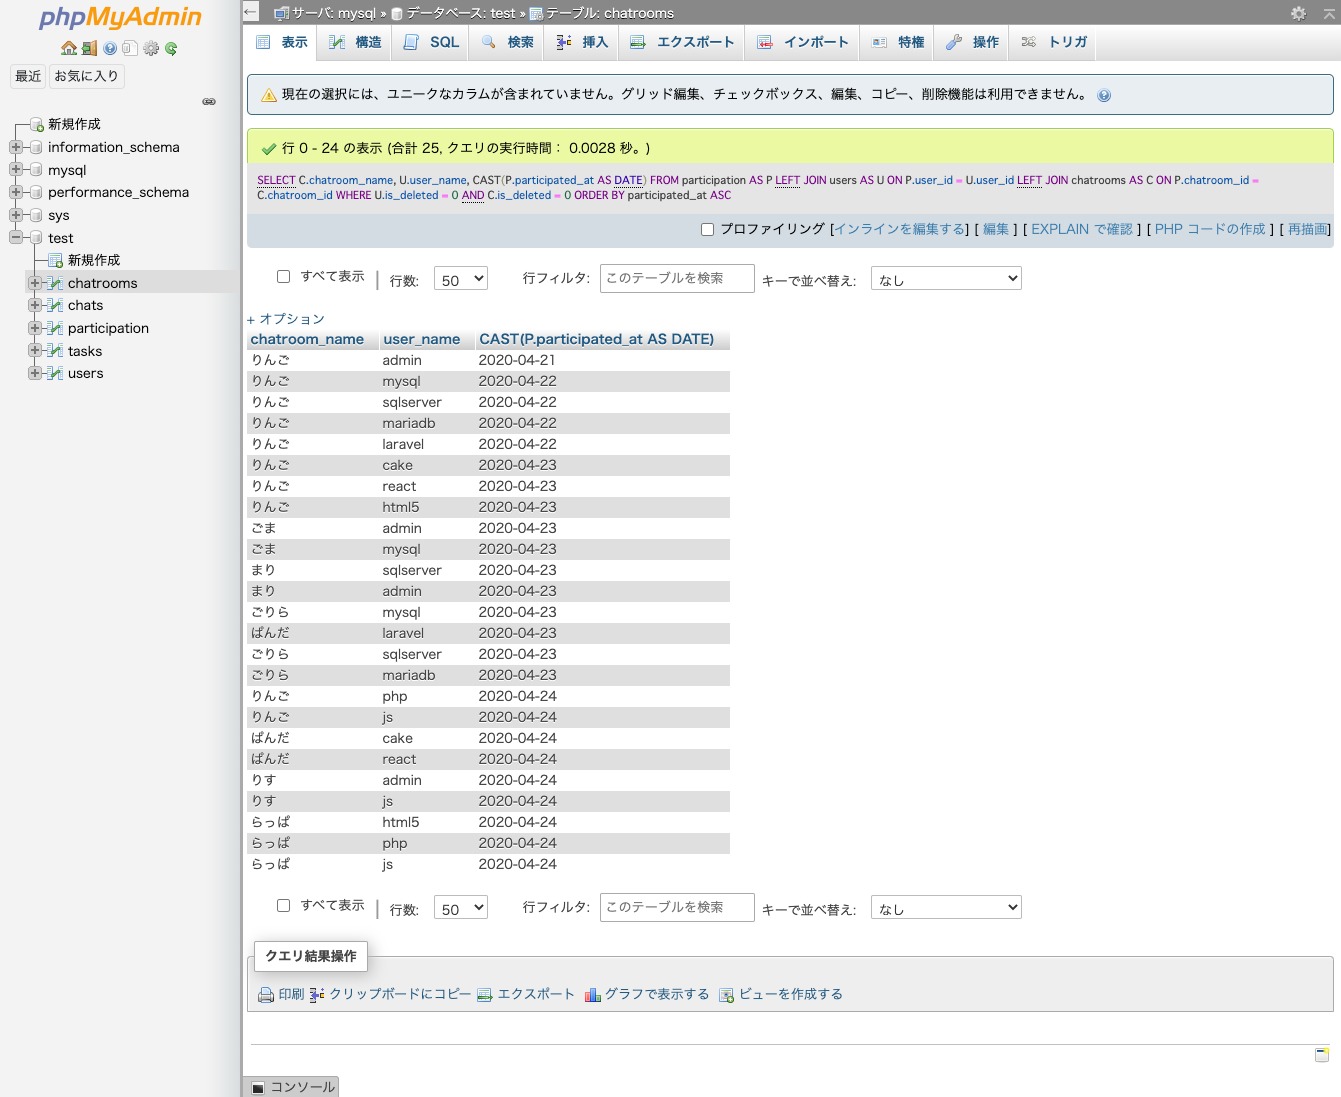 phpMyAdmin
最近 お気に入り
新規作成
information_schema
mysql
performance_schema
sys
test
新規作成
chatrooms
chats
participation
tasks
users
サーバ: mysql » データベース: test » テーブル: chatrooms
表示 構造 SQL 検索 挿入 エクスポート インポート 特権 操作 トリガ
現在の選択には、ユニークなカラムが含まれていません。グリッド編集、チェックボックス、編集、コピー、削除機能は利用できません。
行 0 - 24 の表示 (合計 25, クエリの実行時間： 0.0028 秒。)
SELECT C.chatroom_name, U.user_name, CAST(P.participated_at AS DATE) FROM participation AS P LEFT JOIN users AS U ON P.user_id = U.user_id LEFT JOIN chatrooms AS C ON P.chatroom_id =
C.chatroom_id WHERE U.is_deleted = 0 AND C.is_deleted = 0 ORDER BY participated_at ASC
プロファイリング [インラインを編集する] [ 編集 ] [ EXPLAIN で確認 ] [ PHP コードの作成 ] [ 再描画]
すべて表示 | 行数: 50 行フィルタ: このテーブルを検索 キーで並べ替え: なし
+ オプション
chatroom_name user_name CAST(P.participated_at AS DATE)
りんご admin 2020-04-21
りんご mysql 2020-04-22
りんご sqlserver 2020-04-22
りんご mariadb 2020-04-22
りんご laravel 2020-04-22
りんご cake 2020-04-23
りんご react 2020-04-23
りんご html5 2020-04-23
ごま admin 2020-04-23
ごま mysql 2020-04-23
まり sqlserver 2020-04-23
まり admin 2020-04-23
ごりら mysql 2020-04-23
ぱんだ laravel 2020-04-23
ごりら sqlserver 2020-04-23
ごりら mariadb 2020-04-23
りんご php 2020-04-24
りんご js 2020-04-24
ぱんだ cake 2020-04-24
ぱんだ react 2020-04-24
りす admin 2020-04-24
りす js 2020-04-24
らっぱ html5 2020-04-24
らっぱ php 2020-04-24
らっぱ js 2020-04-24
すべて表示 | 行数: 50 行フィルタ: このテーブルを検索 キーで並べ替え: なし
クエリ結果操作
印刷 クリップボードにコピー エクスポート グラフで表示する ビューを作成する
コンソール